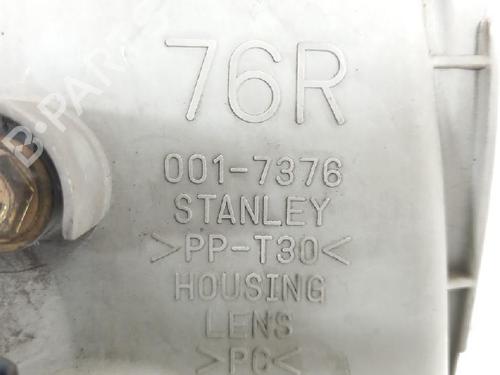 76R
001-7376
STANLEY
>PP-T30<
HOUSING
LENS
>PC<